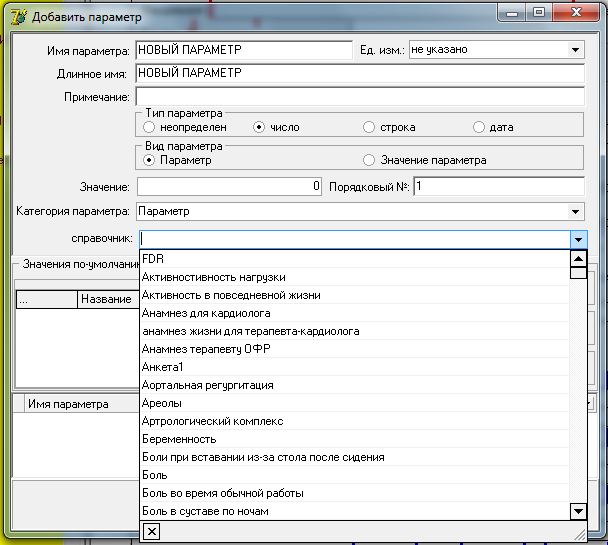 Добавить параметр
Имя параметра: НОВЫЙ ПАРАМЕТР Ед. изм.: не указано
Длинное имя: НОВЫЙ ПАРАМЕТР
Примечание:
Тип параметра
неопределен число строка дата
Вид параметра
Параметр Значение параметра
Значение: 0 Порядковый №: 1
Категория параметра: Параметр
справочник:
Значения по-умолчани
... Название
Имя параметра
FDR
Активностивность нагрузки
Активность в повседневной жизни
Анамнез для кардиолога
анамнез жизни для терапевта-кардиолога
Анамнез терапевту ОФР
Анкета1
Аортальная регургитация
Ареолы
Артрологический комплекс
Беременность
Боли при вставании из-за стола после сидения
Боль
Боль во время обычной работы
Боль в суставе по ночам